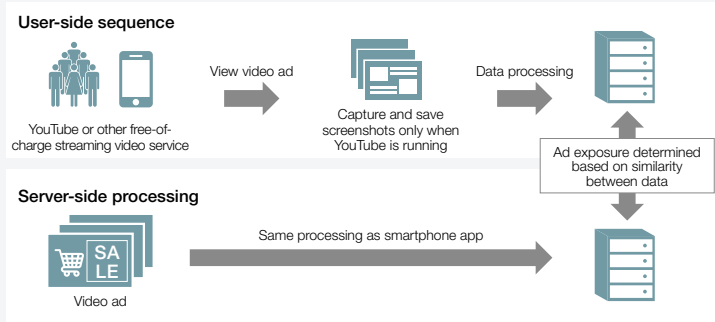 User-side sequence
View video ad
Data processing
YouTube or other free-of-
charge streaming video service
Capture and save
screenshots only when
YouTube is running
Ad exposure determined
based on similarity
between data
Server-side processing
SA
LE
Same processing as smartphone app
Video ad